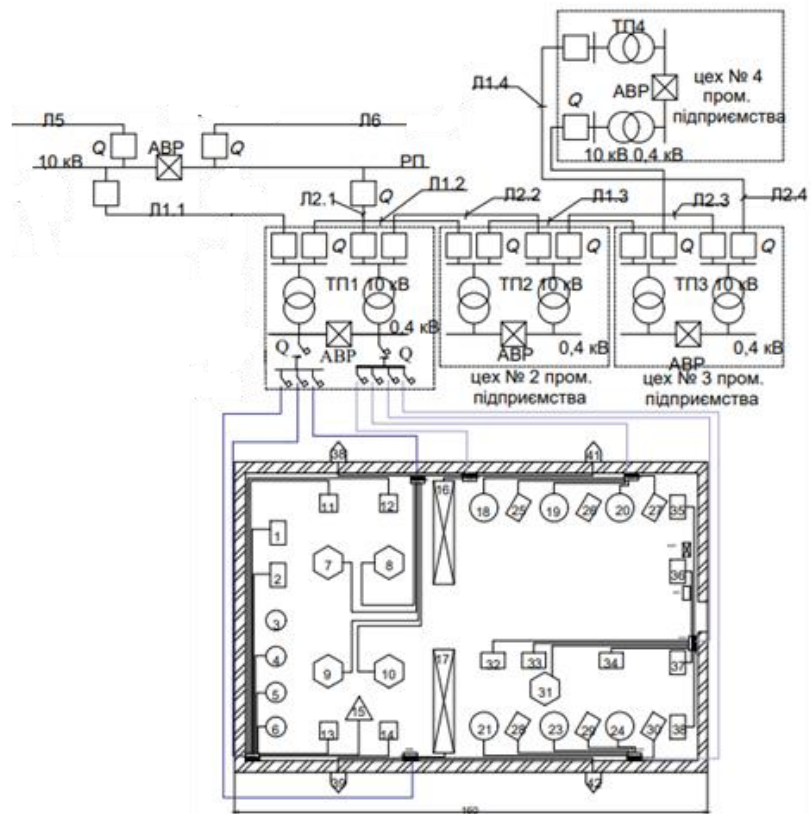 ТП4
Л1.4
АВР
цех № 4
пром.
підприємства
Q
10 кВ 0,4 кВ
Л5
Л6
Q
АВР
Q
10 кВ
РП
Q
Л2.1
Л1.2
Л2.2
Л1.3
Л2.3
Л2.4
Л1.1
Q
Q
Q
Q
ТП1 10 кВ
ТП2 10 кВ
ТП3 10 кВ
0,4 кВ
Q
АВР
Q
АВР
0,4 кВ
АВР
0,4 кВ
цех № 2 пром.
підприємства
цех № 3 пром.
підприємства
38
41
11
12
16
18
25
19
26
20
27
35
1
2
7
8
36
3
4
9
10
17
32
33
34
37
31
5
6
15
13
14
21
28
23
29
24
30
38
39
42
160